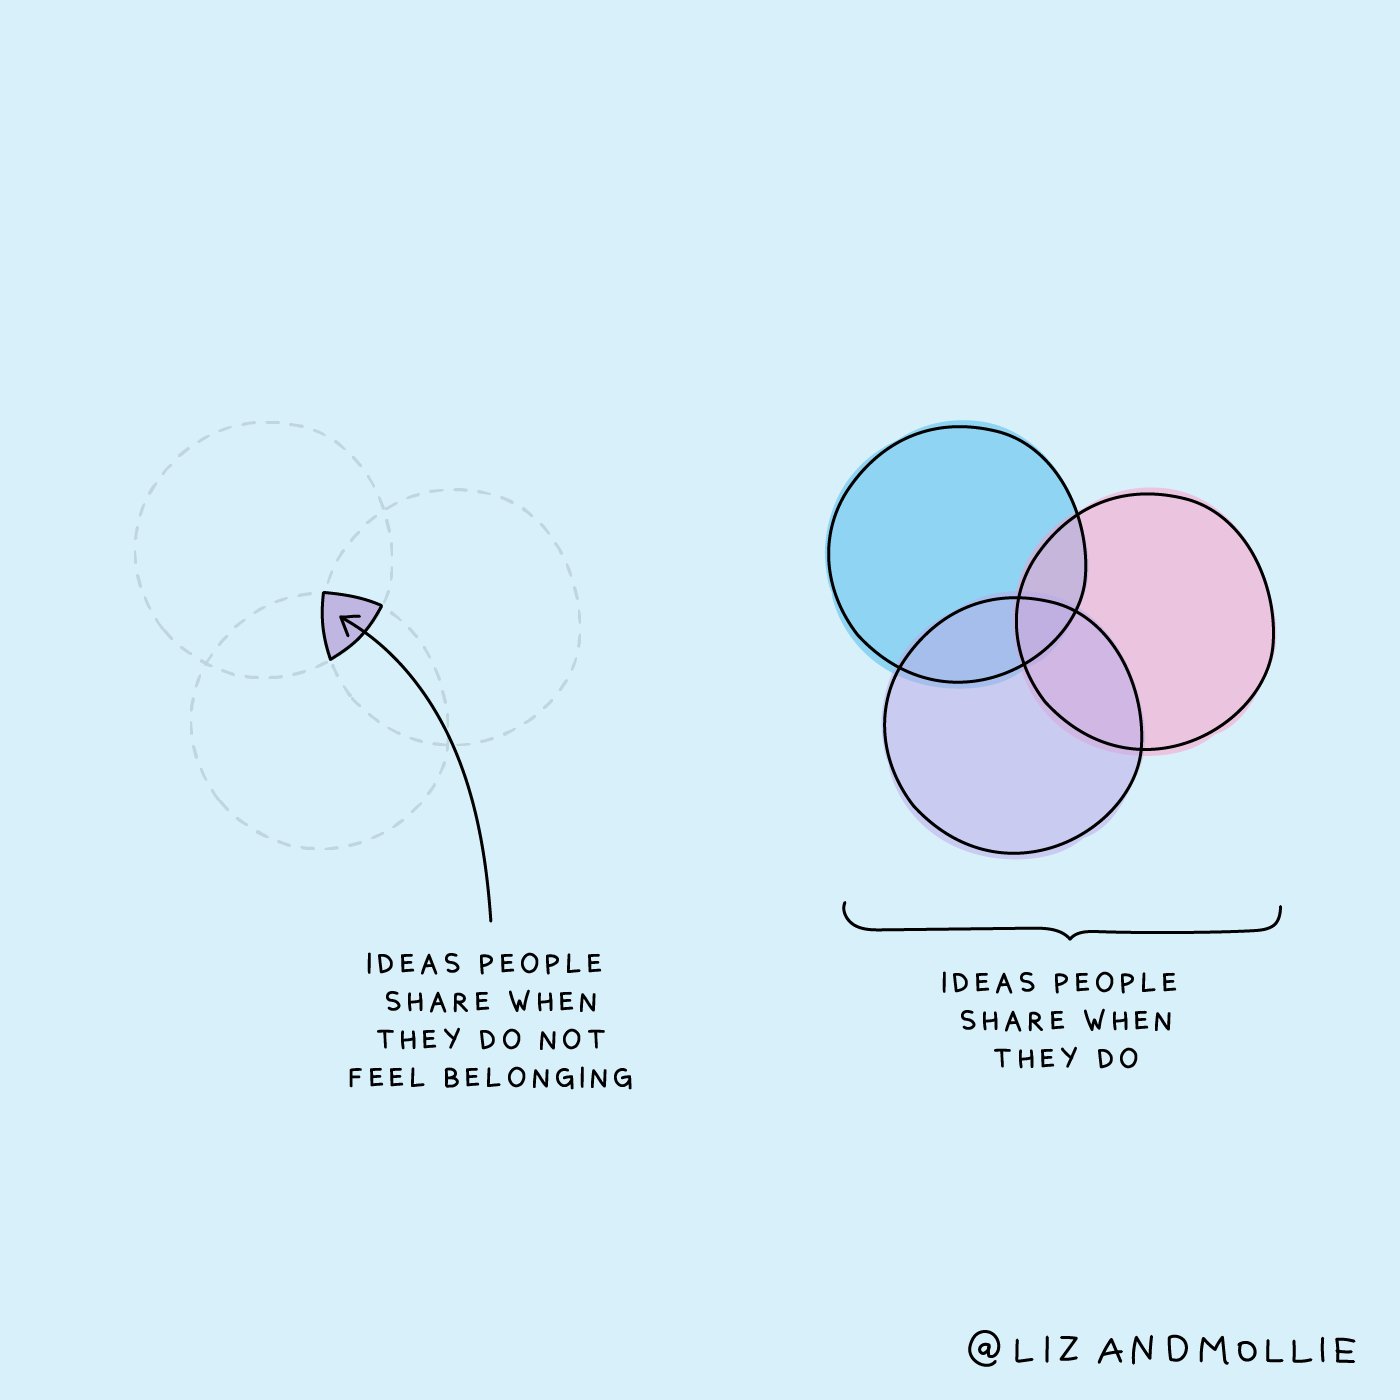 IDEAS PEOPLE
SHARE WHEN
THEY DO NOT
FEEL BELONGING
IDEAS PEOPLE
SHARE WHEN
THEY DO
@LIZANDMOLLIE